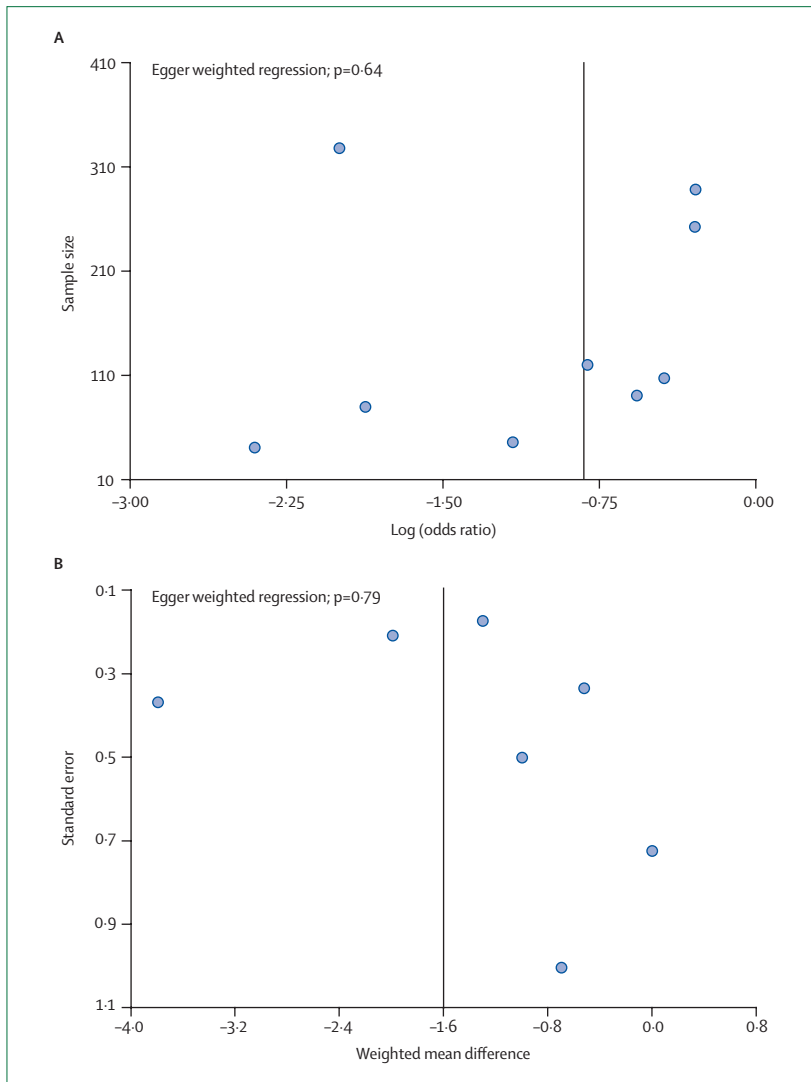 A
Egger weighted regression; p=0·64
410
310
210
110
10
Sample size
–3·00 –2·25 –1·50 –0·75 0·00
Log (odds ratio)
B
Egger weighted regression; p=0·79
0·1
0·3
0·5
0·7
0·9
1·1
Standard error
–4·0 –3·2 –2·4 –1·6 –0·8 0·0 0·8
Weighted mean difference